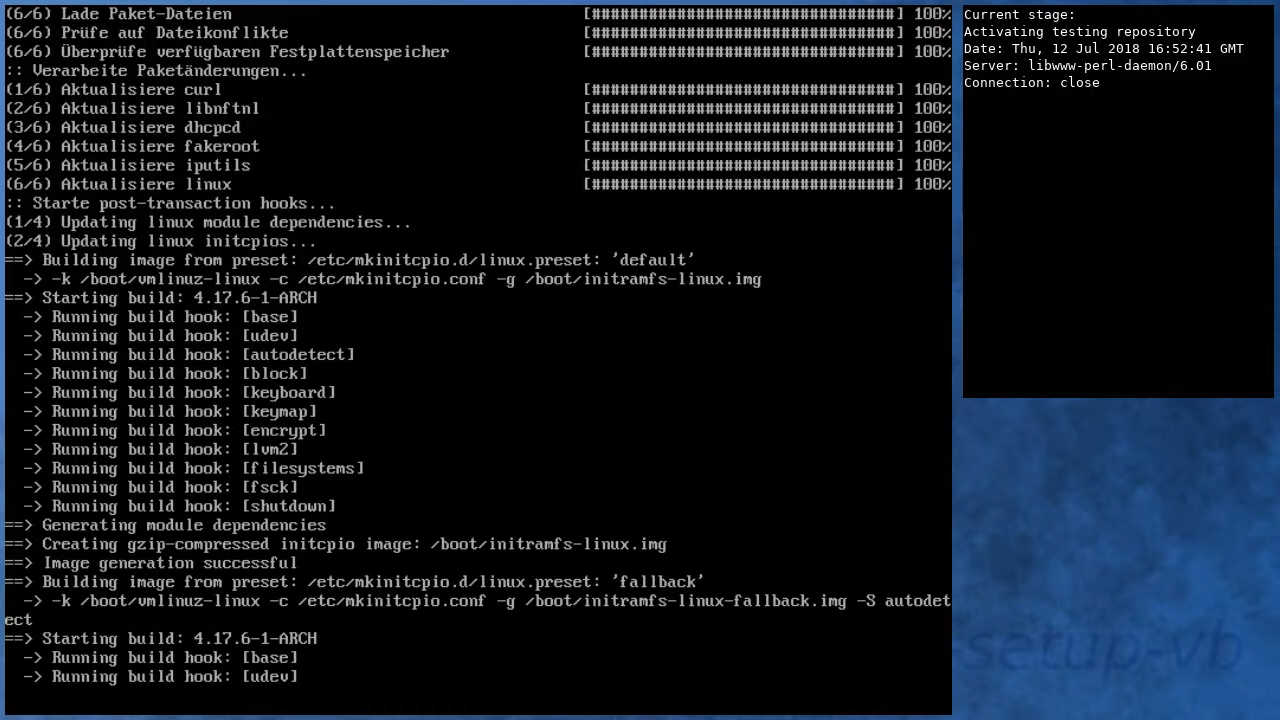 (6/6) Lade Paket-Dateien [################################] 100%
(6/6) Prüfe auf Dateikonflikte [################################] 100%
(6/6) Überprüfe verfügbaren Festplattenspeicher [################################] 100%
:: Verarbeite Paketänderungen...
(1/6) Aktualisiere curl [################################] 100%
(2/6) Aktualisiere libnftnl [################################] 100%
(3/6) Aktualisiere dhcpcd [################################] 100%
(4/6) Aktualisiere fakeroot [################################] 100%
(5/6) Aktualisiere iputils [################################] 100%
(6/6) Aktualisiere linux [################################] 100%
:: Starte post-transaction hooks...
(1/4) Updating linux module dependencies...
(2/4) Updating linux initcpios...
==> Building image from preset: /etc/mkinitcpio.d/linux.preset: 'default'
  -> -k /boot/vmlinuz-linux -c /etc/mkinitcpio.conf -g /boot/initramfs-linux.img
==> Starting build: 4.17.6-1-ARCH
  -> Running build hook: [base]
  -> Running build hook: [udev]
  -> Running build hook: [autodetect]
  -> Running build hook: [block]
  -> Running build hook: [keyboard]
  -> Running build hook: [keymap]
  -> Running build hook: [encrypt]
  -> Running build hook: [lvm2]
  -> Running build hook: [filesystems]
  -> Running build hook: [fsck]
  -> Running build hook: [shutdown]
==> Generating module dependencies
==> Creating gzip-compressed initcpio image: /boot/initramfs-linux.img
==> Image generation successful
==> Building image from preset: /etc/mkinitcpio.d/linux.preset: 'fallback'
  -> -k /boot/vmlinuz-linux -c /etc/mkinitcpio.conf -g /boot/initramfs-linux-fallback.img -S autodet
ect
==> Starting build: 4.17.6-1-ARCH
  -> Running build hook: [base]
  -> Running build hook: [udev]
Current stage:
Activating testing repository
Date: Thu, 12 Jul 2018 16:52:41 GMT
Server: libwww-perl-daemon/6.01
Connection: close
setup-vb